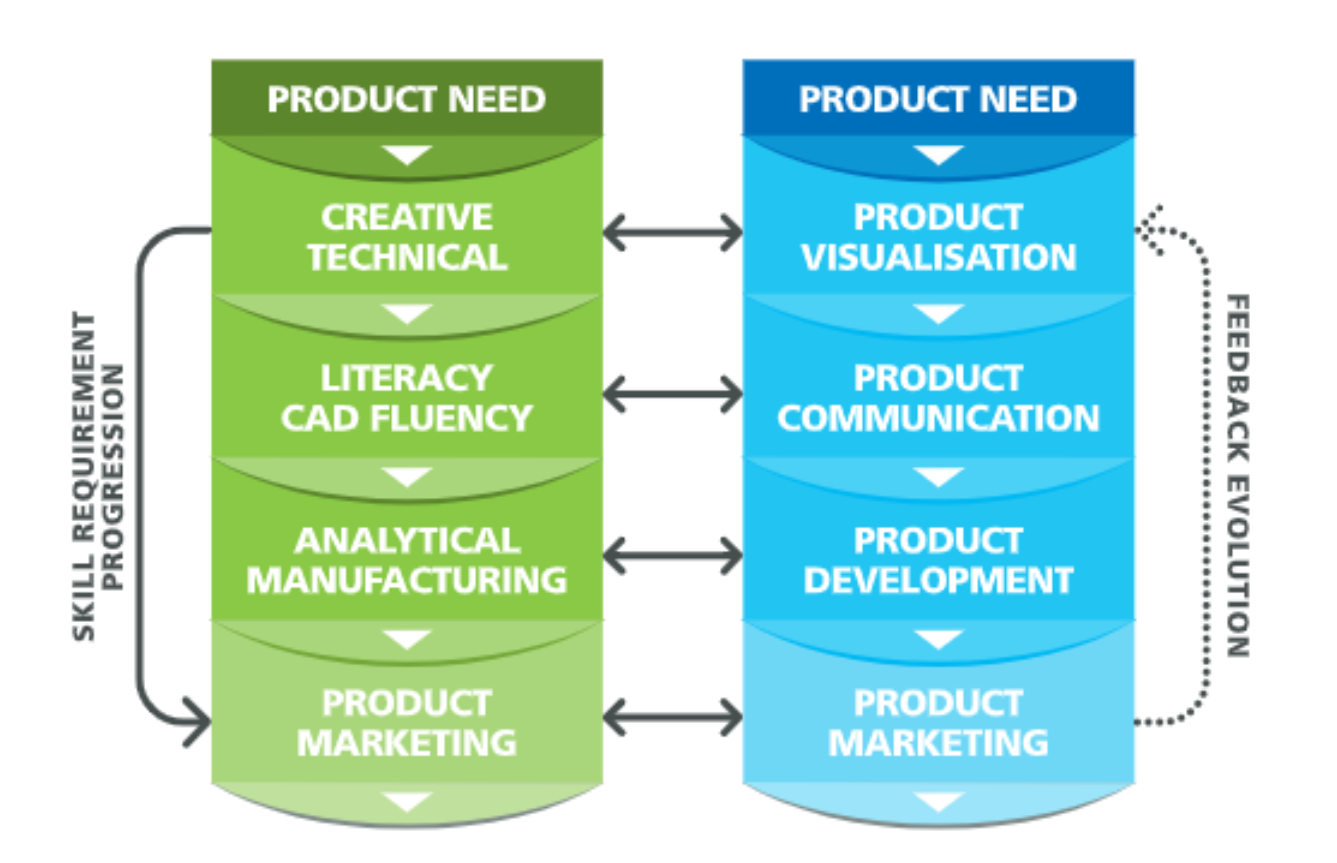 PRODUCT NEED
CREATIVE
TECHNICAL
LITERACY
CAD FLUENCY
ANALYTICAL
MANUFACTURING
PRODUCT
MARKETING
SKILL REQUIREMENT
PROGRESSION
PRODUCT NEED
PRODUCT
VISUALISATION
PRODUCT
COMMUNICATION
PRODUCT
DEVELOPMENT
PRODUCT
MARKETING
FEEDBACK EVOLUTION